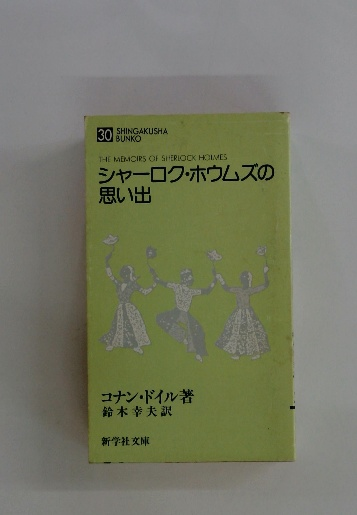 30 SHINGAKUSHA
BUNKO
THE MEMOIRS OF SHERLOCK HOLMES
シャーロク・ホウムズの
思い出
コナン・ドイル著
鈴木幸夫訳
新学社文庫